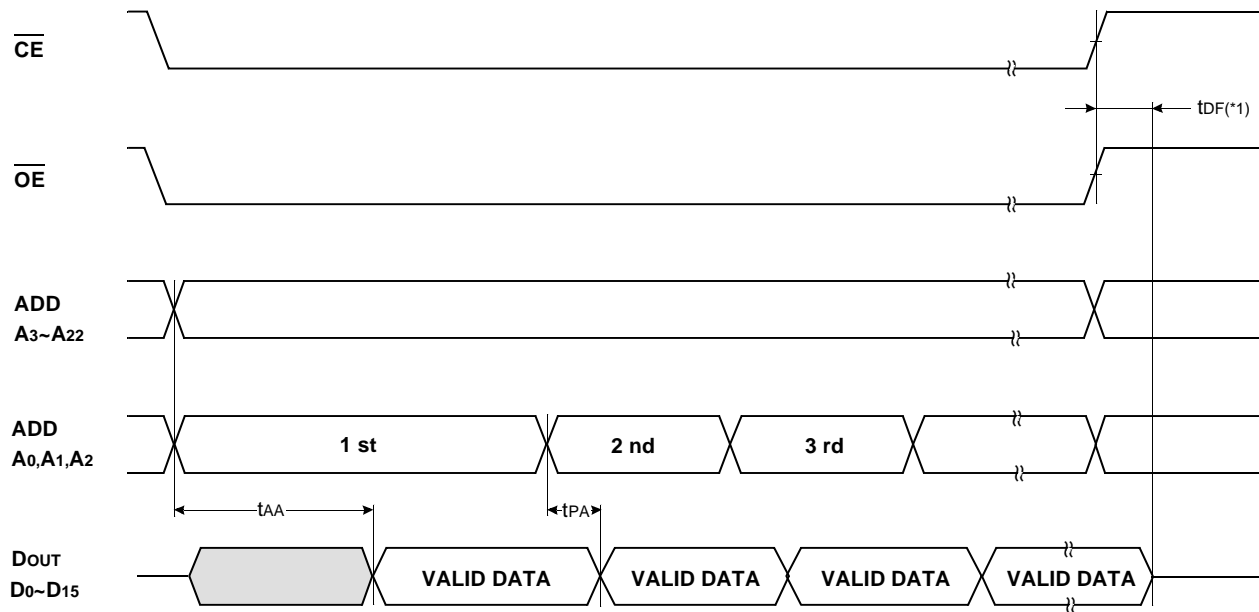 CE
tDF(*1)
OE
ADD
A3~A22
ADD
A0,A1,A2
1 st
2 nd
3 rd
tAA
tPA
DOUT
D0~D15
VALID DATA
VALID DATA
VALID DATA
VALID DATA